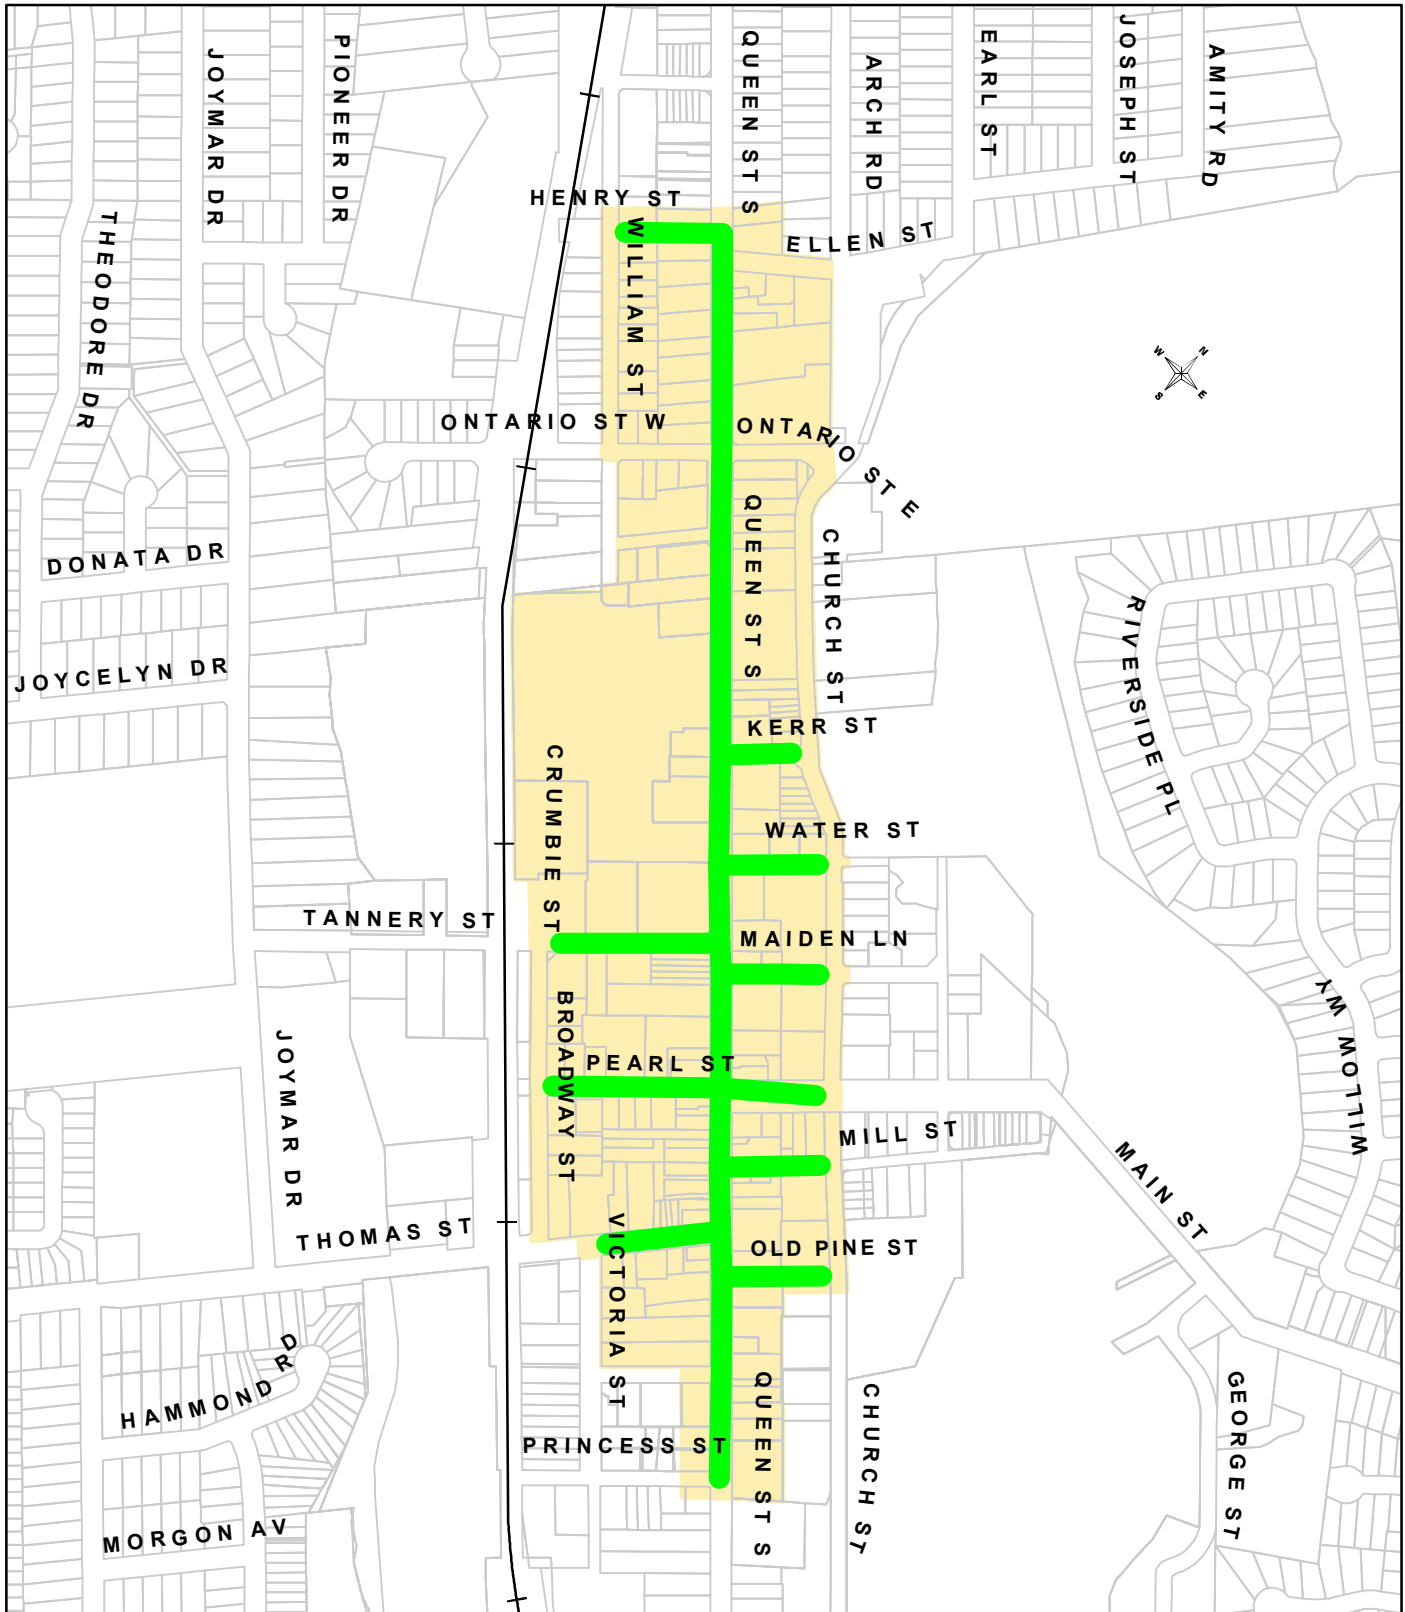 JOYMAR DR
PIONEER DR
QUEEN ST S
ARCH RD
EARL ST
JOSEPH ST
AMITY RD
HENRY ST
THEODORE DR
WILLIAM ST
ELLEN ST
W N
S E
ONTARIO ST W
ONTARIO ST E
QUEEN ST S
CHURCH ST
DONATA DR
JOYCELYN DR
RIVERSIDE PL
KERR ST
CRUMBIE ST
WATER ST
TANNERY ST
MAIDEN LN
BROADWAY ST
WILLOW WY
JOYMAR DR
PEARL ST
MILL ST
MAIN ST
THOMAS ST
VICTORIA ST
OLD PINE ST
HAMMOND RD
QUEEN ST S
CHURCH ST
GEORGE ST
PRINCESS ST
MORGON AV